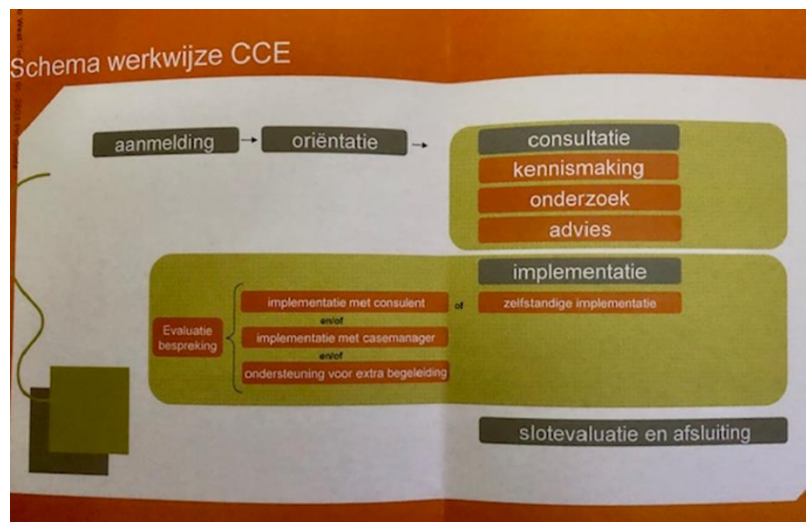 Schema werkwijze CCE
aanmelding
oriëntatie
consultatie
kennismaking
onderzoek
advies
implementatie
implementatie met consulent
of
zelfstandige implementatie
en/of
Evaluatie
bespreking
implementatie met casemanager
en/of
ondersteuning voor extra begeleiding
slotevaluatie en afsluiting